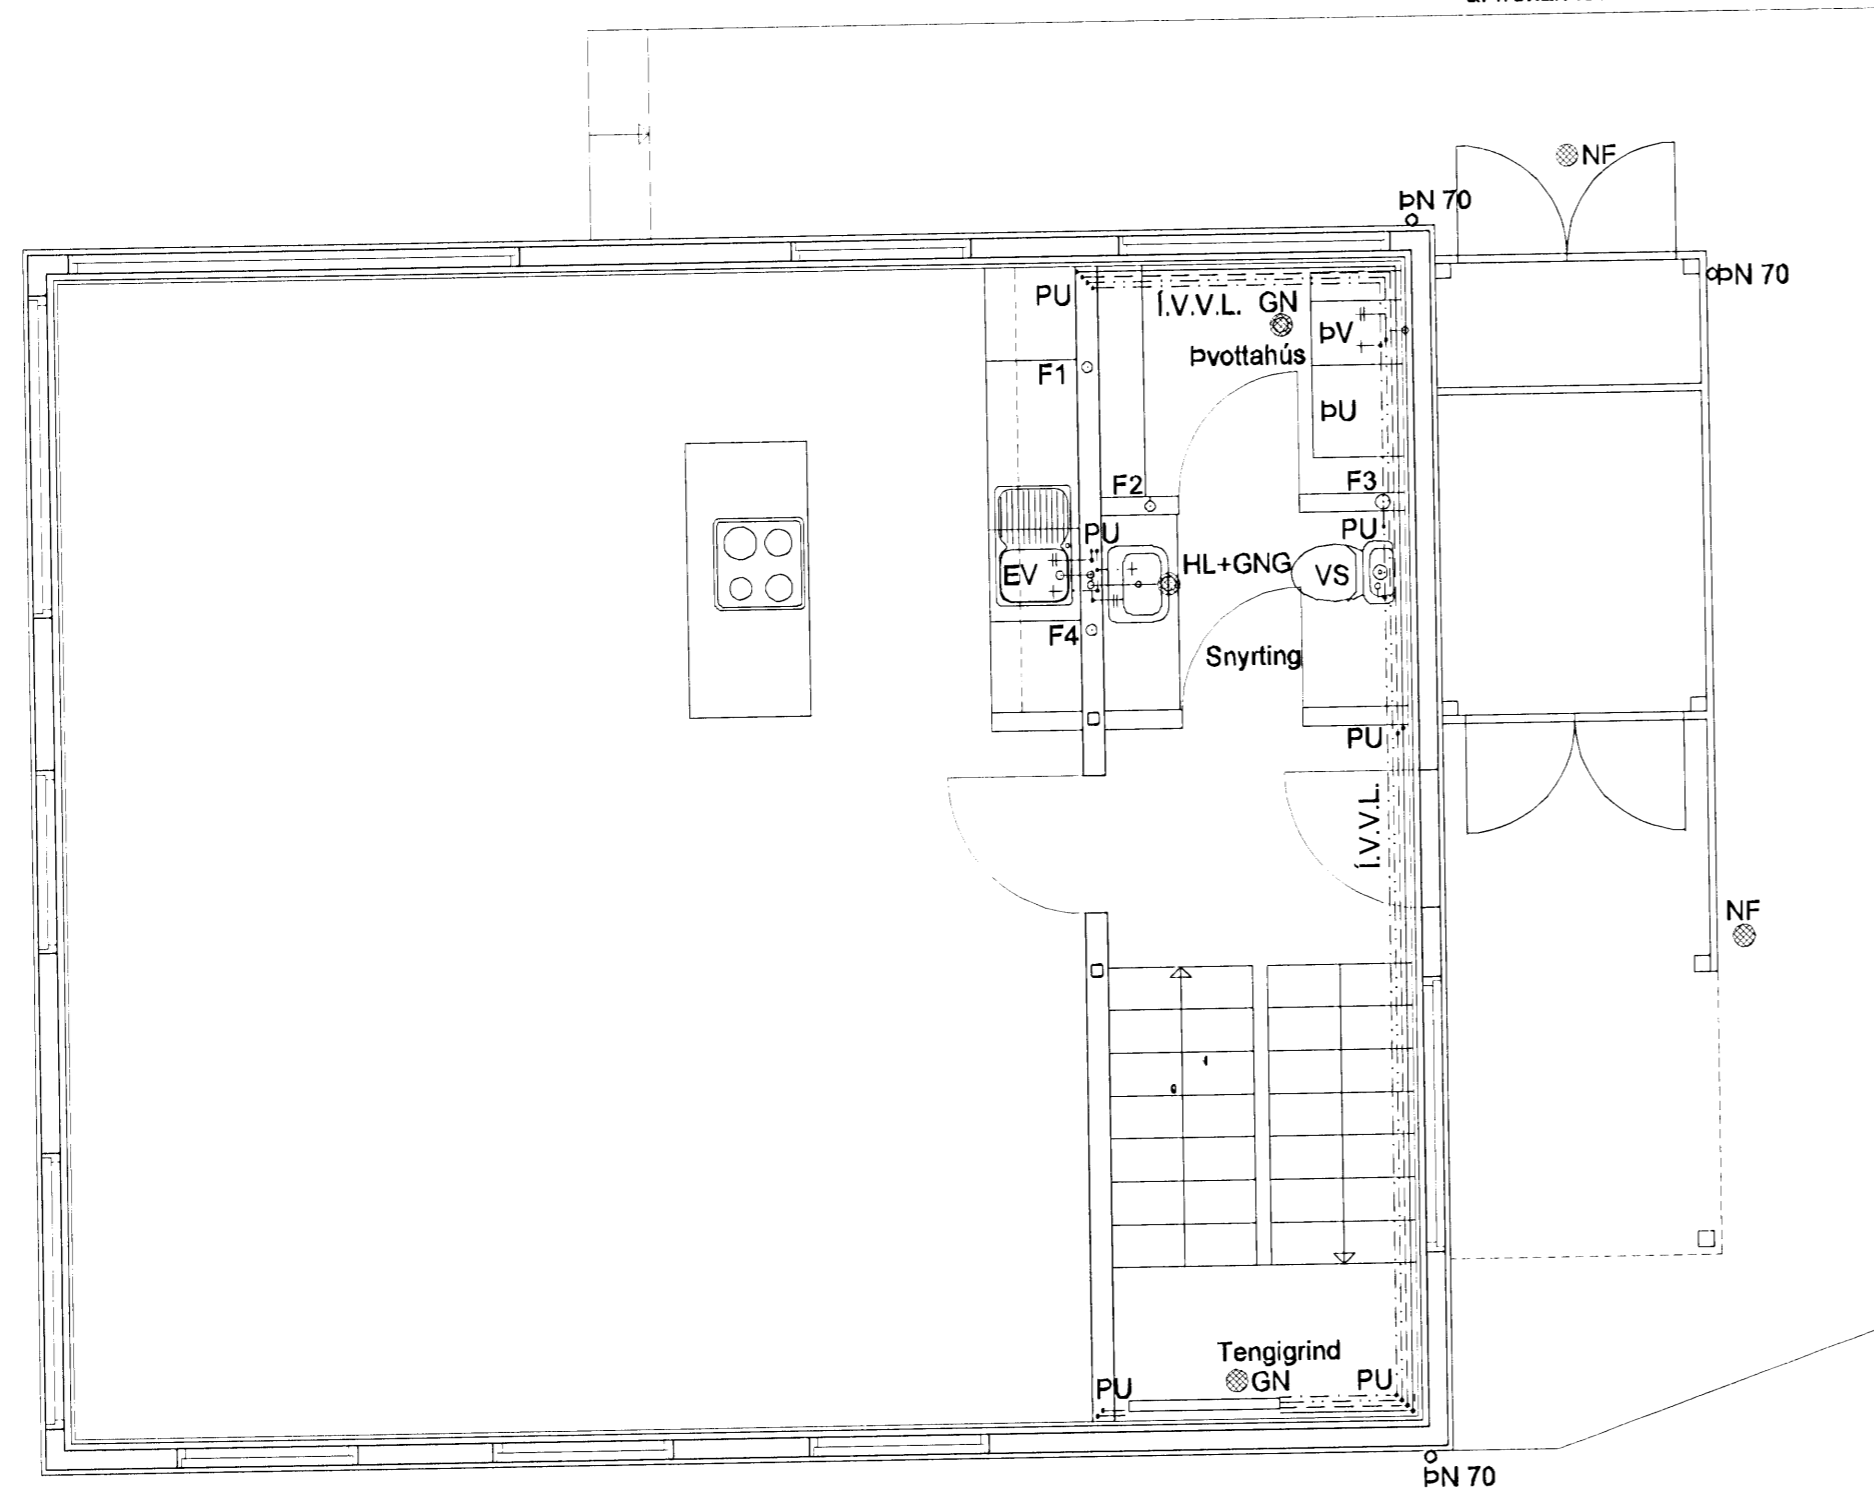 NF
ÞN 70
ÞN 70
PU
Í.V.V.L.
GN
ÞV
Þvottahús
F1
ÞU
F2
F3
PU
PU
HL+GNG
EV
VS
F4
Snyrting
PU
Í.V.V.L.
NF
Tengigrind
GN
PU
PU
ÞN 70